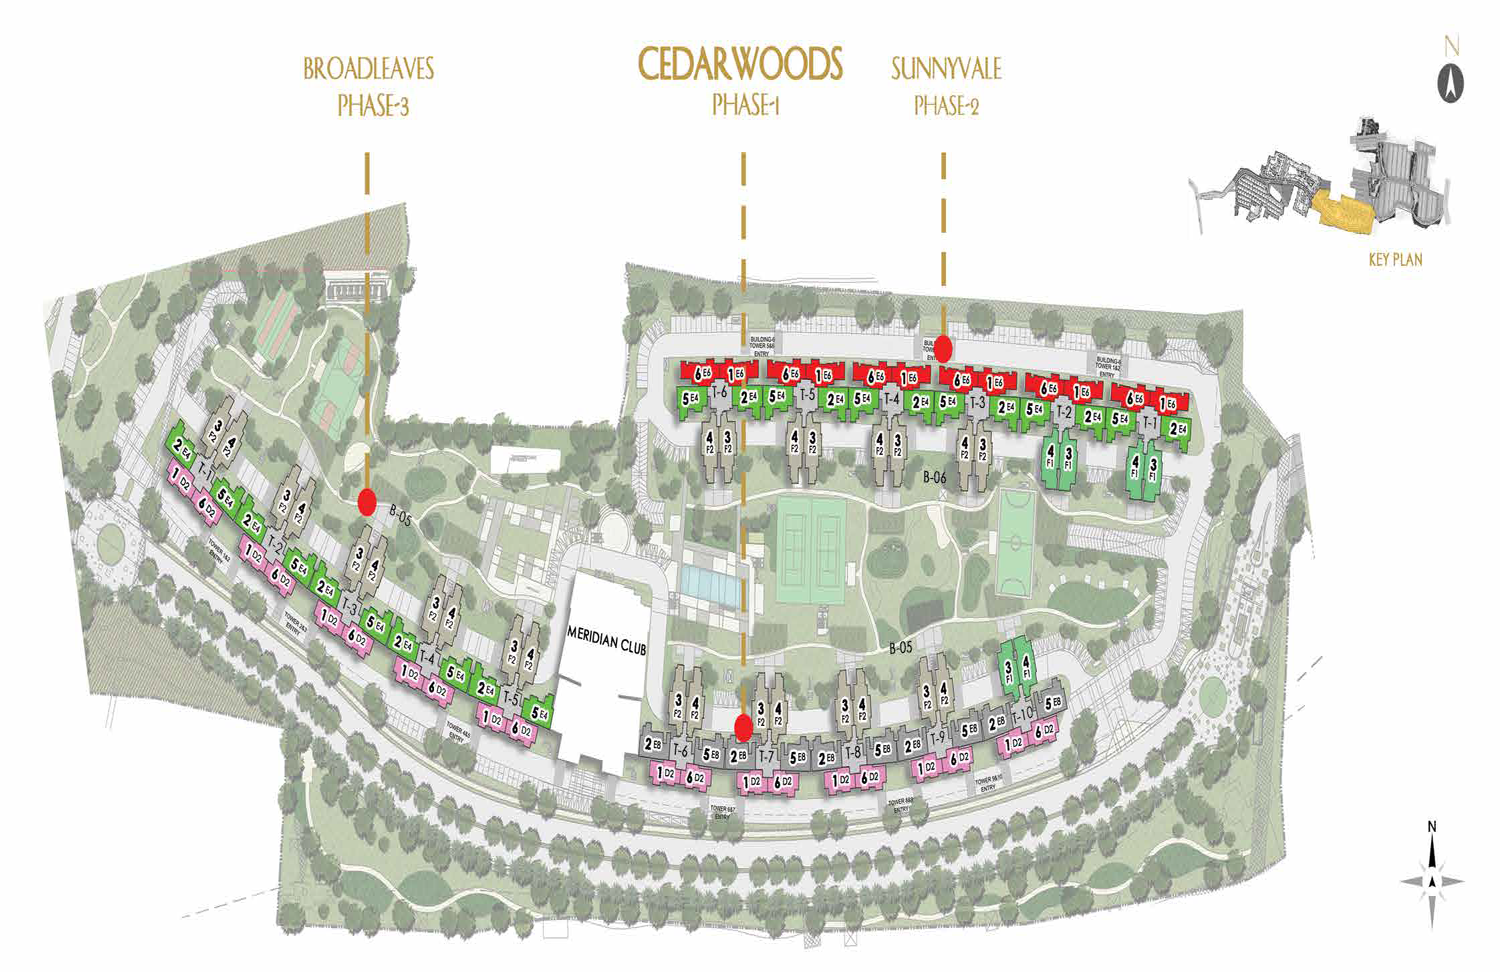 BROADLEAVES
PHASE-3
CEDARWOODS
PHASE-1
SUNNYVALE
PHASE-2
N
KEY PLAN
BUILDING-6
TOWER 5&6
ENTRY
BUILDING-6
TOWER 1&2
ENTRY
6 E6 1 E6 6 E6 1 E6 6 E6 1 E6 6 E6 1 E6 6 E6 1 E6 6 E6 1 E6
5 E4 T-6 2 E4 5 E4 T-5 2 E4 5 E4 T-4 2 E4 5 E4 T-3 2 E4 5 E4 T-2 2 E4 5 E4 T-1 2 E4
4 F2 3 F2 4 F2 3 F2 4 F2 3 F2 4 F2 3 F2 4 F1 3 F1 4 F1 3 F1
B-06
3 F2 4 F2
2 E4 T-1 5 E4
1 D2 6 D2
3 F2 4 F2
2 E4 T-2 5 E4
1 D2 6 D2
3 F2 4 F2
2 E4 T-3 5 E4
1 D2 6 D2
3 F2 4 F2
2 E4 T-4 5 E4
1 D2 6 D2
3 F2 4 F2
2 E4 T-5 5 E4
1 D2 6 D2
B-05
TOWER 1&2
ENTRY
TOWER 2&3
ENTRY
TOWER 4&5
ENTRY
MERIDIAN CLUB
B-05
3 F2 4 F2 3 F2 4 F2 3 F2 4 F2 3 F2 4 F2 3 F1 4 F1
2 E8 T-6 5 E8 2 E8 T-7 5 E8 2 E8 T-8 5 E8 2 E8 T-9 5 E8 2 E8 T-10 5 E8
1 D2 6 D2 1 D2 6 D2 1 D2 6 D2 1 D2 6 D2 1 D2 6 D2
TOWER 6&7
ENTRY
ENTRY
TOWER 9&10
ENTRY
N